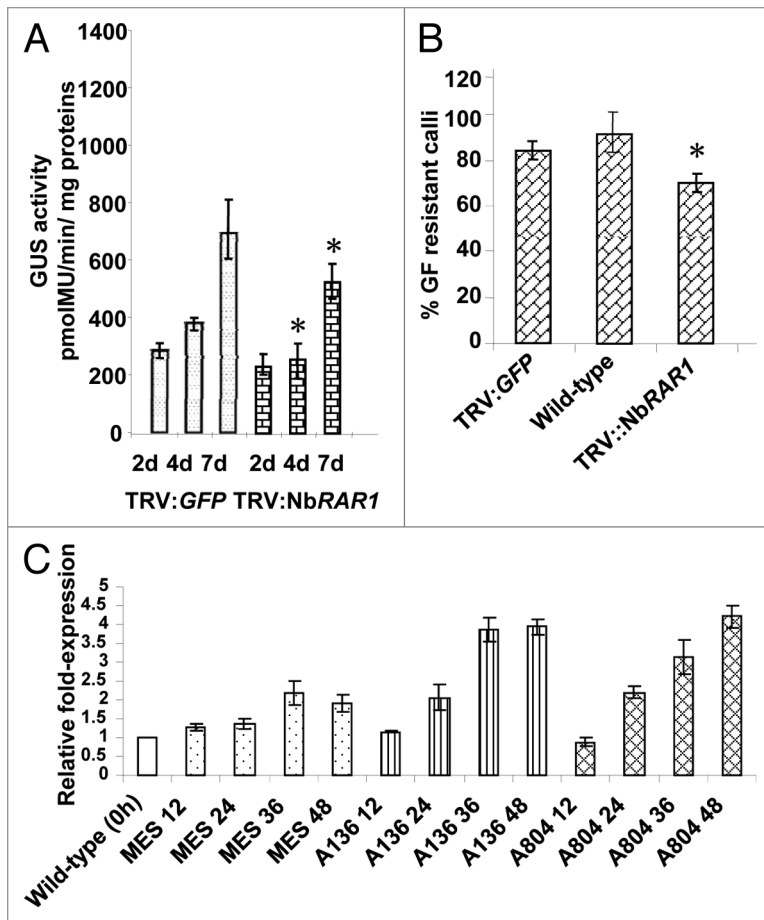 A
1400
1200
1000
800
600
400
200
0
GUS activity
pmolMU/min/ mg proteins
*
*
2d 4d 7d 2d 4d 7d
TRV:GFP TRV:NbRAR1
B
120
100
80
60
40
20
0
% GF resistant calli
*
TRV:GFP
Wild-type
TRV::NbRAR1
C
Relative fold-expression
5
4.5
4
3.5
3
2.5
2
1.5
1
0.5
0
Wild-type (0h)
MES 12
MES 24
MES 36
MES 48
A136 12
A136 24
A136 36
A136 48
A804 12
A804 24
A804 36
A804 48